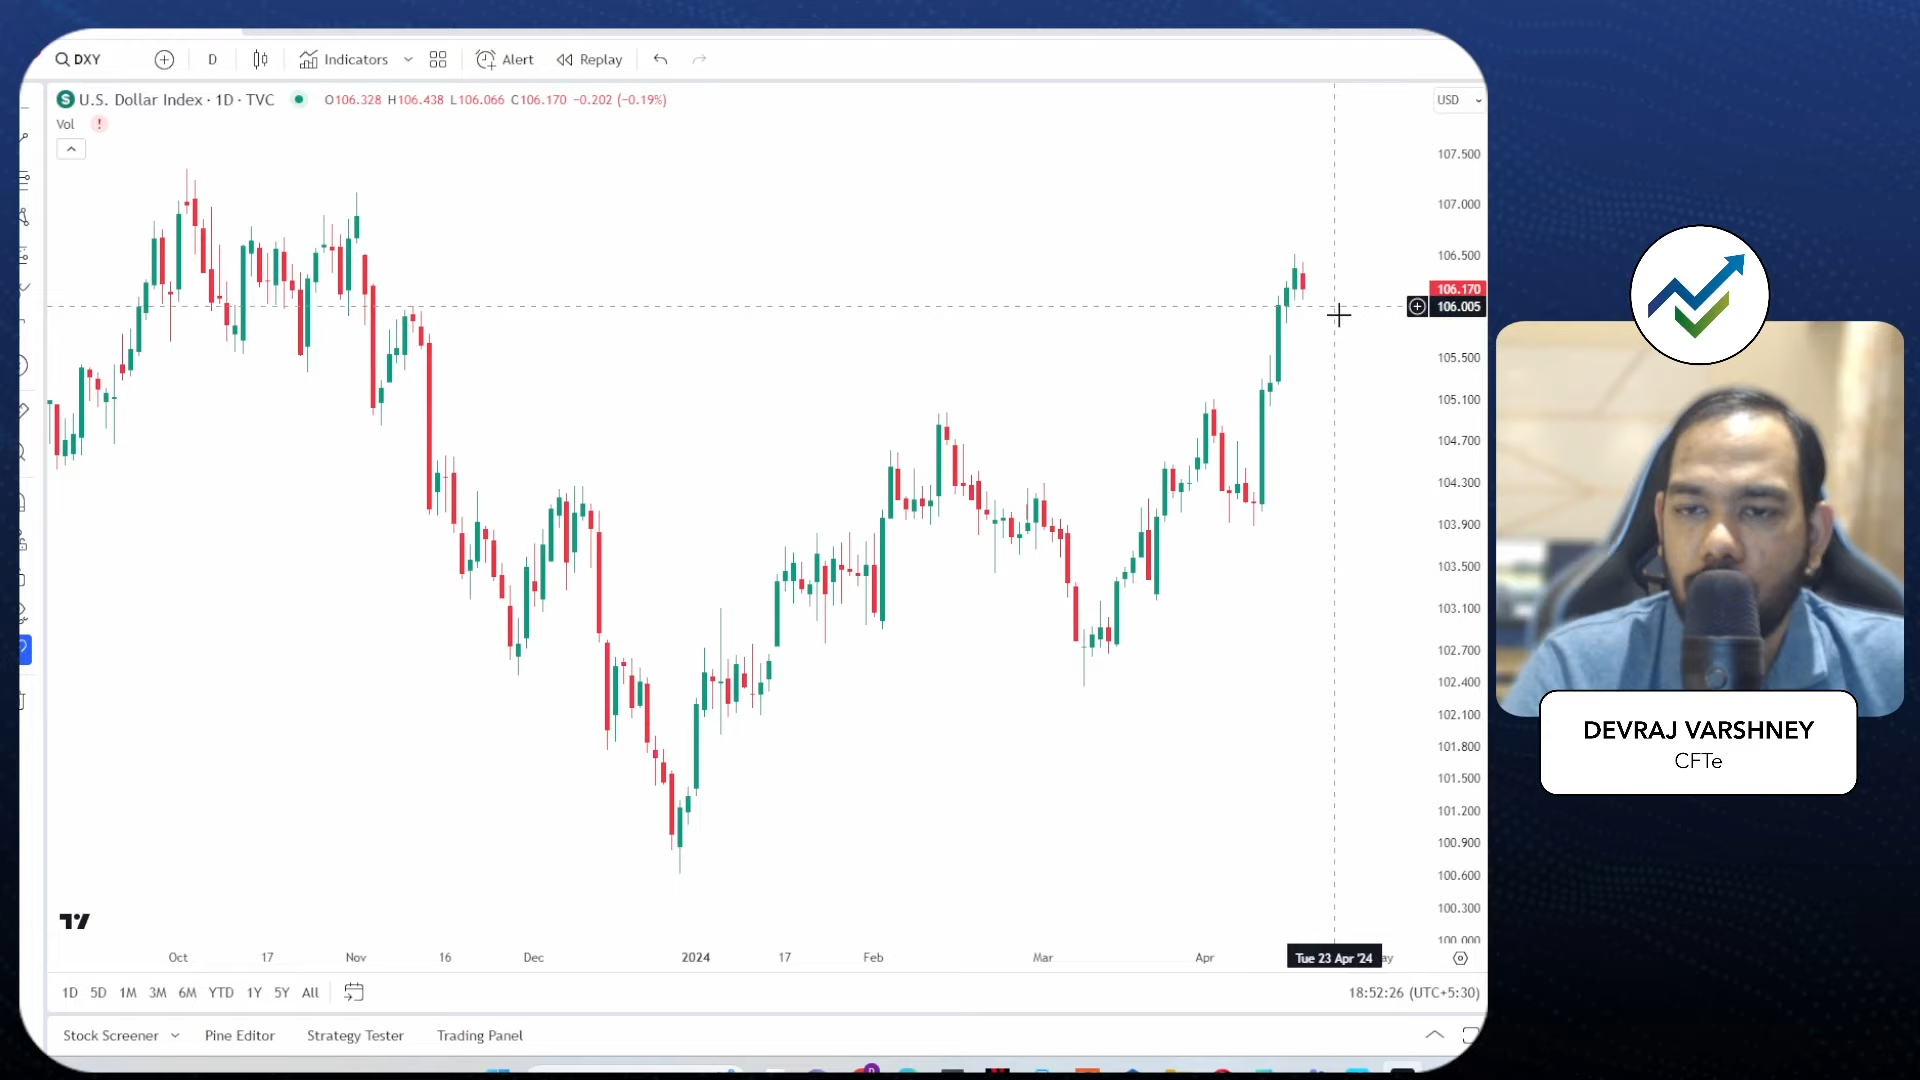 DXY D Indicators Alert Replay
U.S. Dollar Index · 1D · TVC O106.328 H106.438 L106.066 C106.170 −0.202 (−0.19%)
USD
Vol !
107.500
107.000
106.500
106.170
106.005
105.500
105.100
104.700
104.300
103.900
103.500
103.100
102.700
102.400
102.100
101.800
101.500
101.200
100.900
100.600
100.300
100.000
Oct 17 Nov 16 Dec 2024 17 Feb Mar Apr Tue 23 Apr '24 ay
1D 5D 1M 3M 6M YTD 1Y 5Y All
18:52:26 (UTC+5:30)
Stock Screener Pine Editor Strategy Tester Trading Panel
DEVRAJ VARSHNEY
CFTe